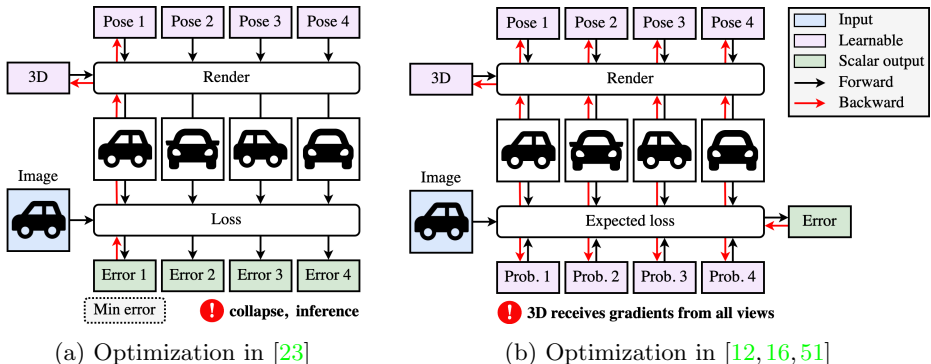 Pose 1 Pose 2 Pose 3 Pose 4
3D
Render
Image
Loss
Error 1 Error 2 Error 3 Error 4
Min error
! collapse, inference
(a) Optimization in [23]
Pose 1 Pose 2 Pose 3 Pose 4
3D
Render
Image
Expected loss
Error
Prob. 1 Prob. 2 Prob. 3 Prob. 4
! 3D receives gradients from all views
(b) Optimization in [12, 16, 51]
Input
Learnable
Scalar output
Forward
Backward